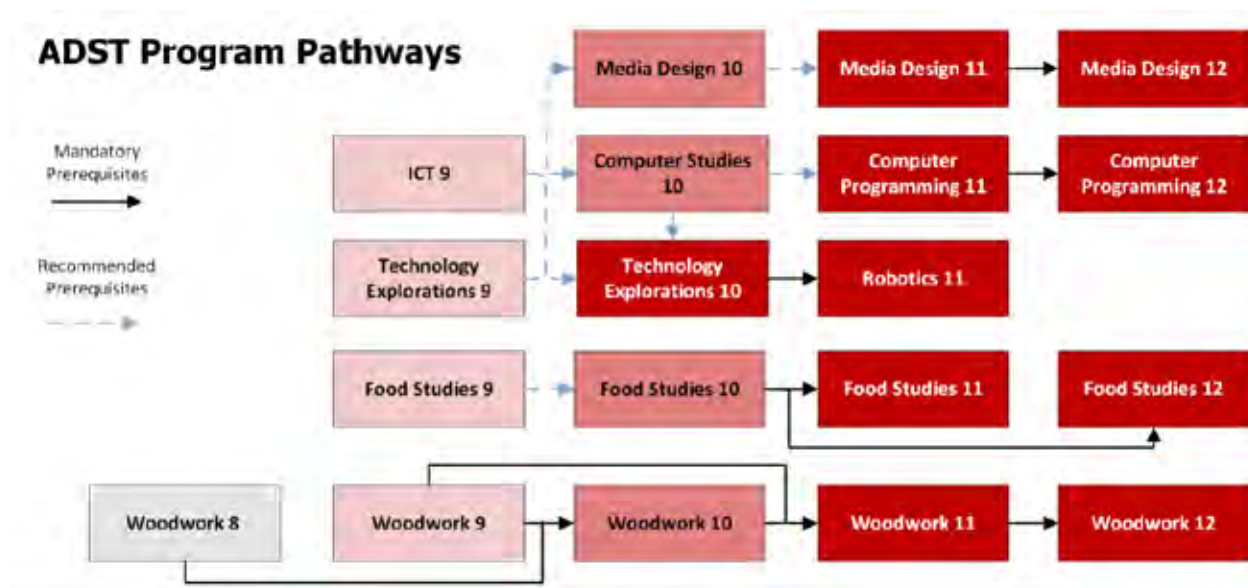 ADST Program Pathways
Mandatory
Prerequisites
Recommended
Prerequisites
Media Design 10
Media Design 11
Media Design 12
ICT 9
Computer Studies
10
Computer
Programming 11
Computer
Programming 12
Technology
Explorations 9
Technology
Explorations 10
Robotics 11
Food Studies 9
Food Studies 10
Food Studies 11
Food Studies 12
Woodwork 8
Woodwork 9
Woodwork 10
Woodwork 11
Woodwork 12